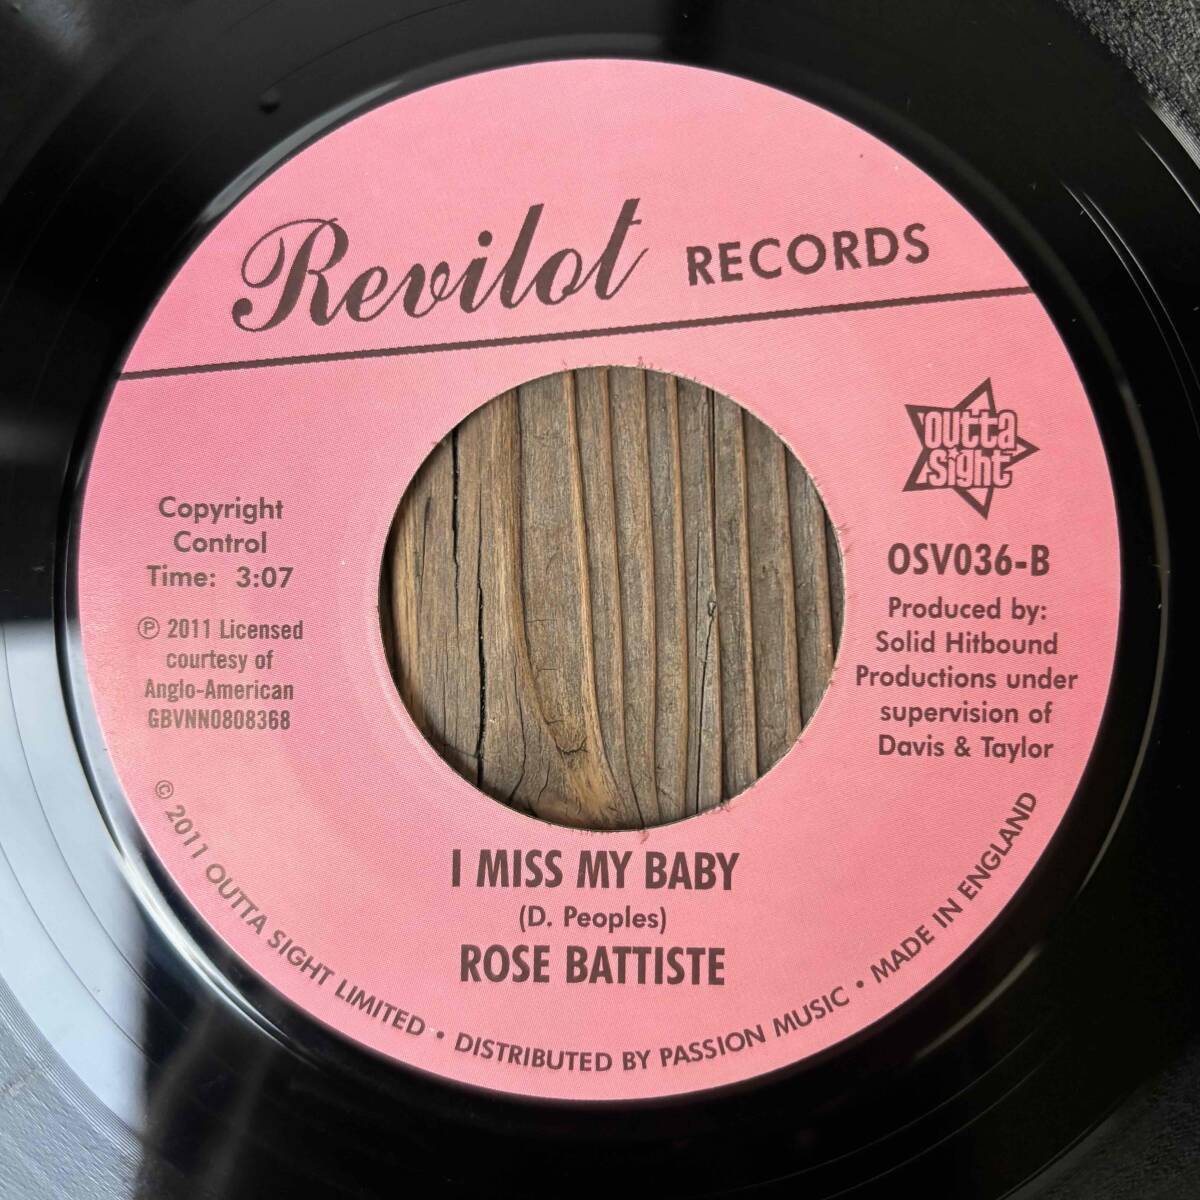 Revilot RECORDS
Outta
Sight
OSV036-B
Produced by:
Solid Hitbound
Productions under
supervision of
Davis & Taylor
Copyright
Control
Time: 3:07
℗ 2011 Licensed
courtesy of
Anglo-American
GBVNN0808368
I MISS MY BABY
(D. Peoples)
ROSE BATTISTE
© 2011 OUTTA SIGHT LIMITED • DISTRIBUTED BY PASSION MUSIC • MADE IN ENGLAND